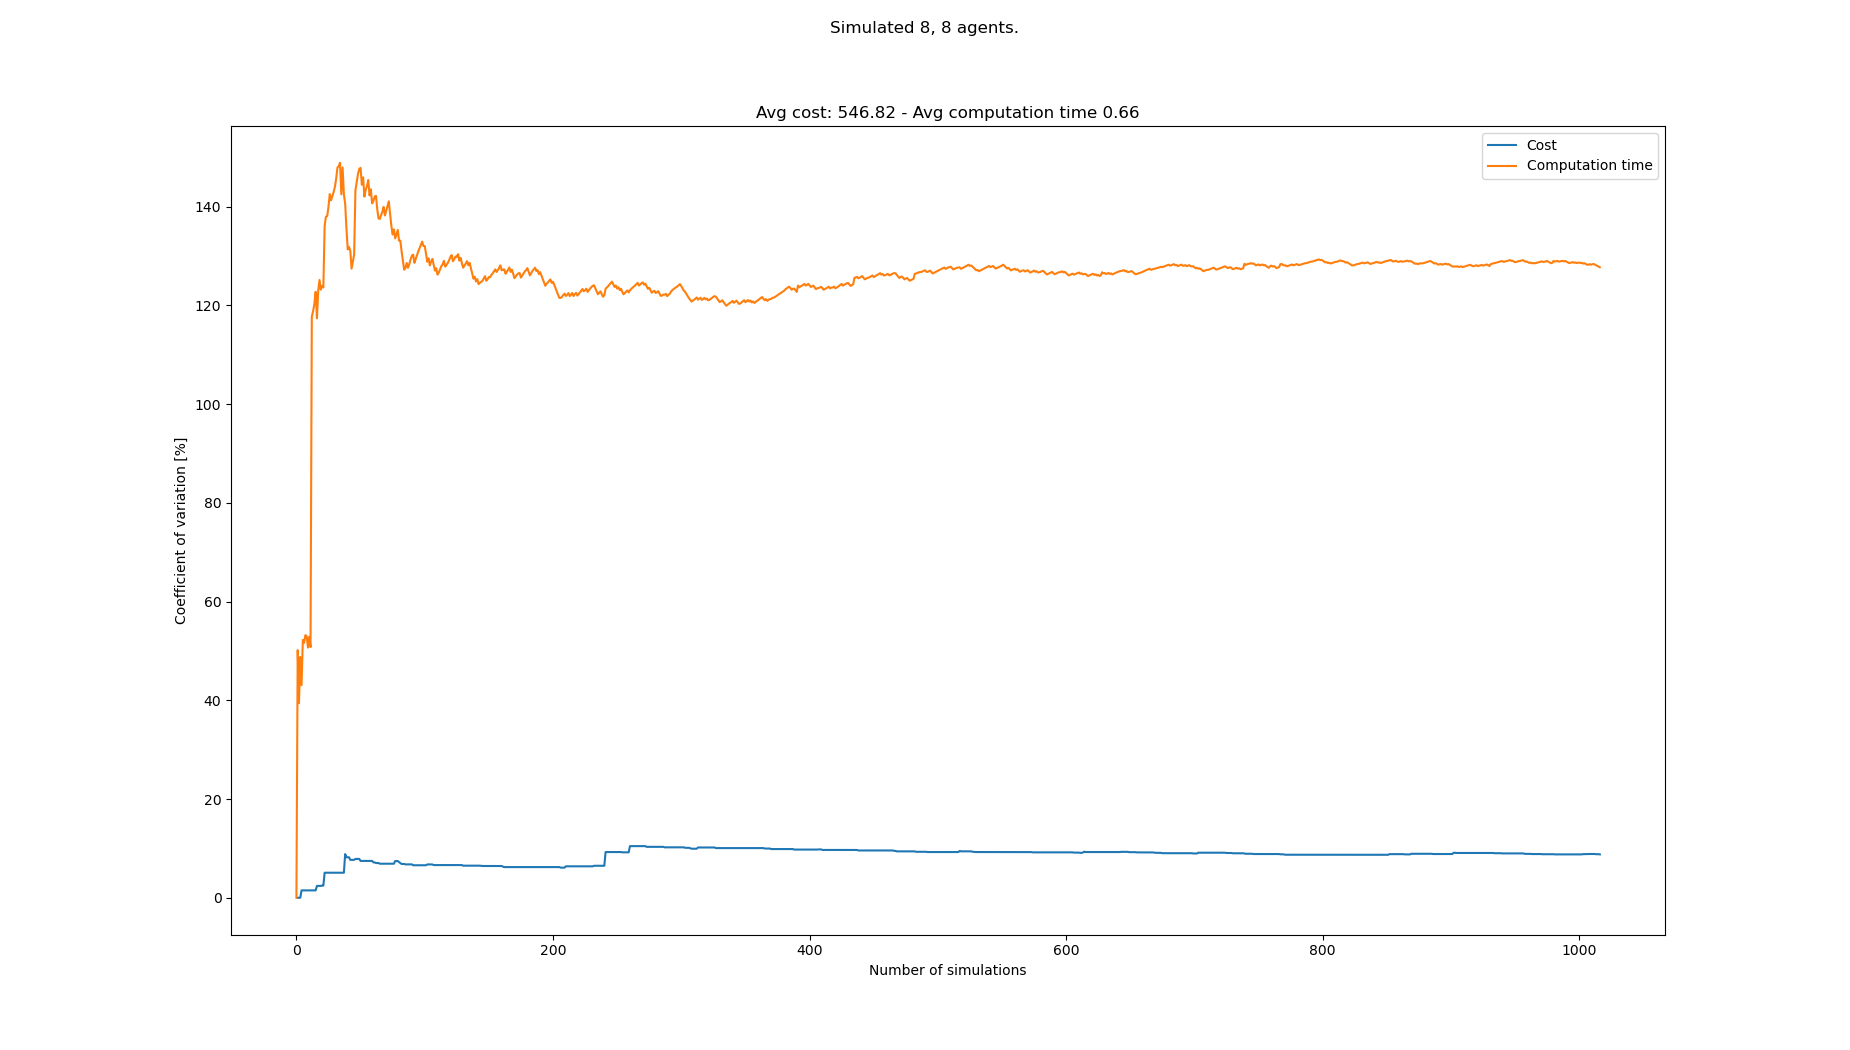 Simulated 8, 8 agents.
Avg cost: 546.82 - Avg computation time 0.66
Cost
Computation time
140
120
100
80
60
40
20
0
Coefficient of variation [%]
0 200 400 600 800 1000
Number of simulations